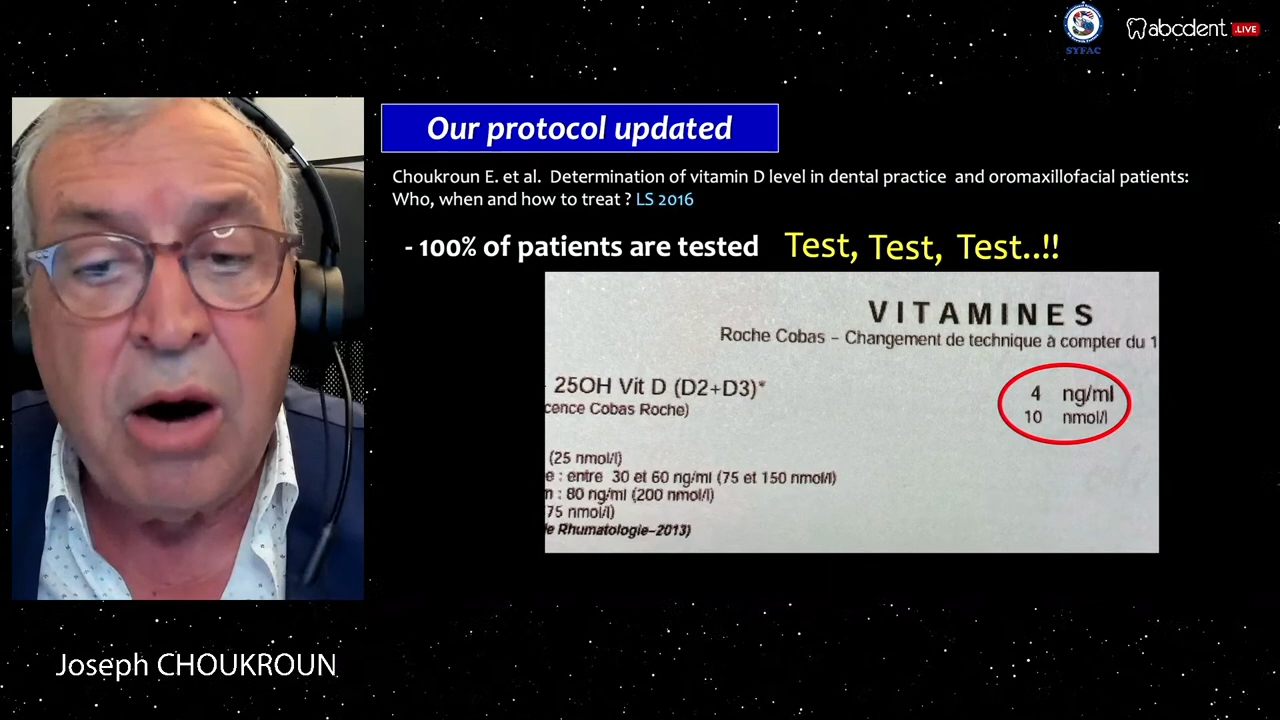 SYFAC
abcdent .LIVE
Our protocol updated
Choukroun E. et al. Determination of vitamin D level in dental practice and oromaxillofacial patients:
Who, when and how to treat ? LS 2016
- 100% of patients are tested Test, Test, Test..!!
VITAMINES
Roche Cobas – Changement de technique à compter du 1
25OH Vit D (D2+D3)* 4 ng/ml
cence Cobas Roche) 10 nmol/l
(25 nmol/l)
e : entre 30 et 60 ng/ml (75 et 150 nmol/l)
n : 80 ng/ml (200 nmol/l)
75 nmol/l)
e Rhumatologie–2013)
Joseph CHOUKROUN